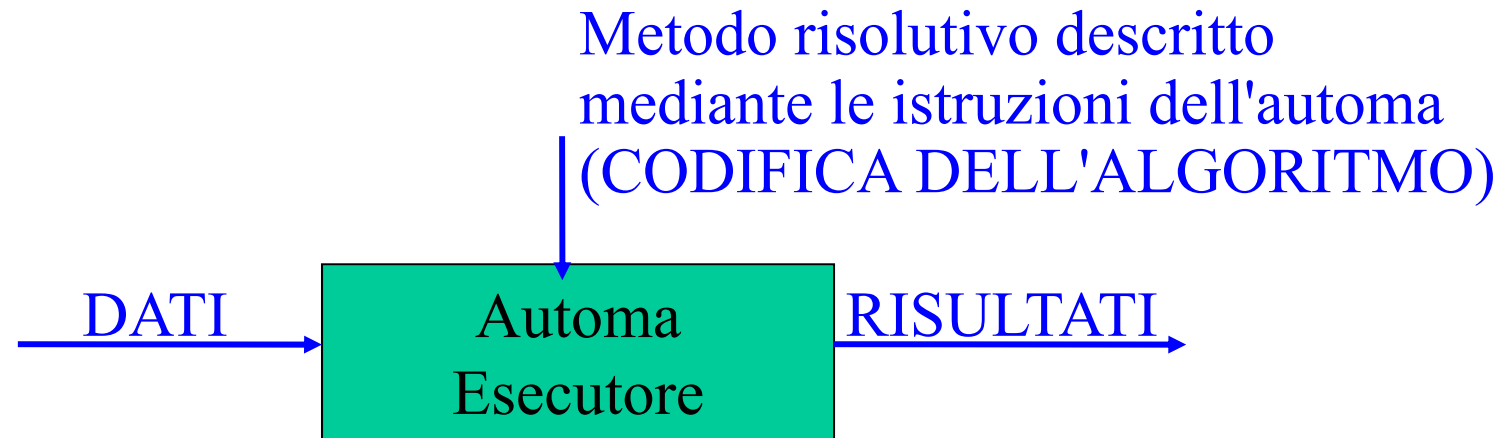 Metodo risolutivo descritto
mediante le istruzioni dell'automa
(CODIFICA DELL'ALGORITMO)
DATI
Automa
Esecutore
RISULTATI